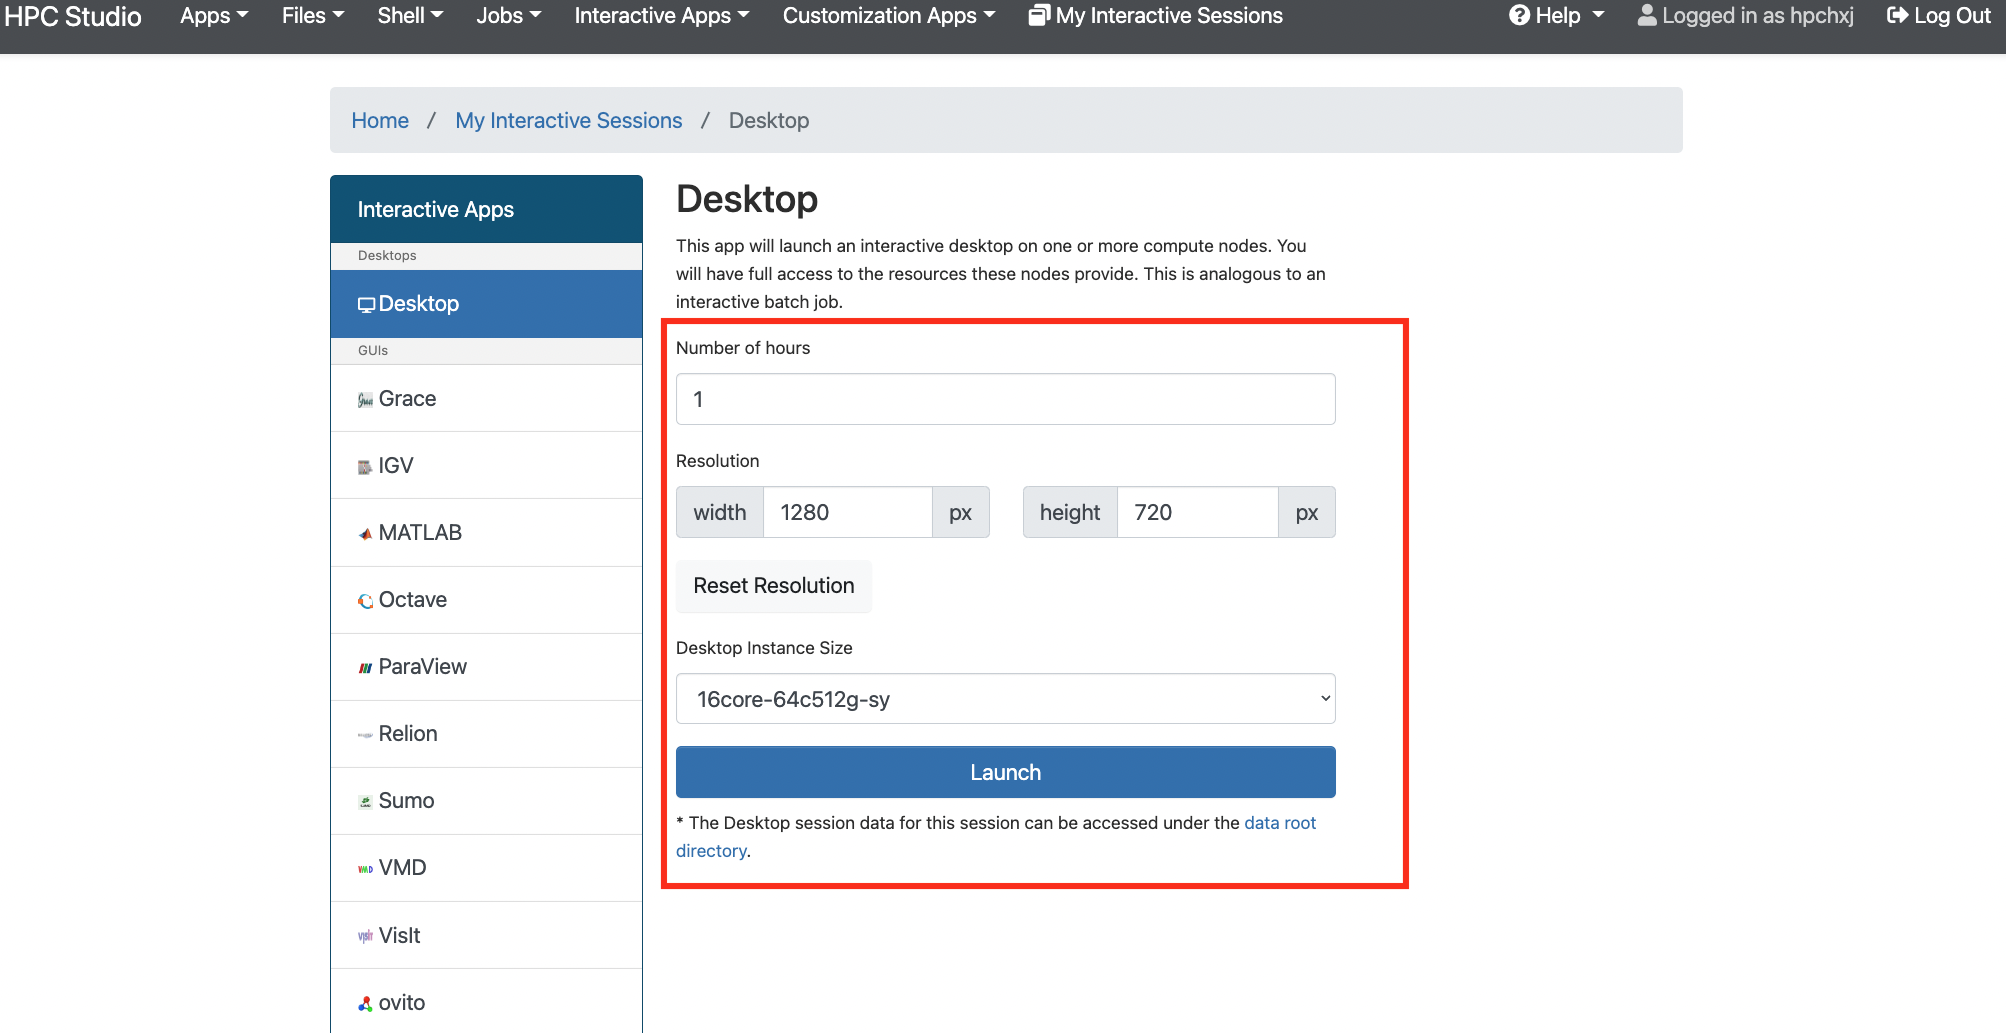 HPC Studio Apps Files Shell Jobs Interactive Apps Customization Apps My Interactive Sessions Help Logged in as hpchxj Log Out
Home / My Interactive Sessions / Desktop
Interactive Apps
Desktops
Desktop
GUIs
Grace
IGV
MATLAB
Octave
ParaView
Relion
Sumo
VMD
VisIt
ovito
Desktop
This app will launch an interactive desktop on one or more compute nodes. You
will have full access to the resources these nodes provide. This is analogous to an
interactive batch job.
Number of hours
1
Resolution
width 1280 px height 720 px
Reset Resolution
Desktop Instance Size
16core-64c512g-sy
Launch
* The Desktop session data for this session can be accessed under the data root
directory.